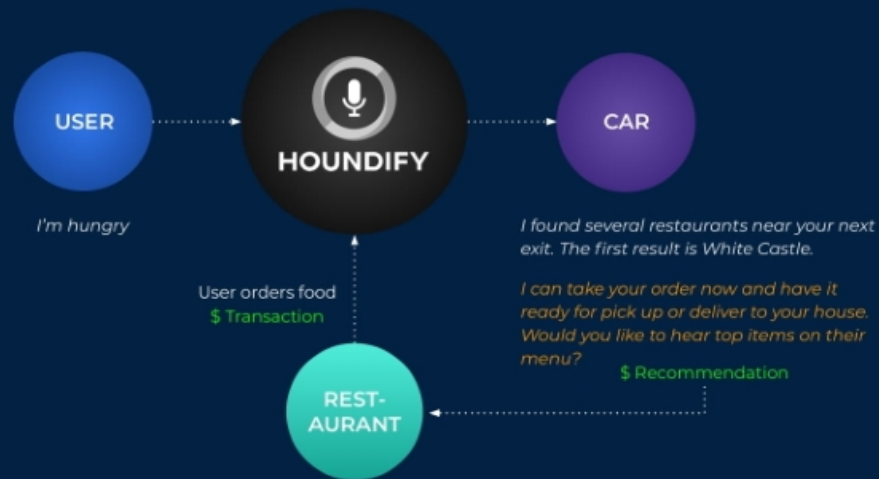 USER
HOUNDIFY
CAR
I'm hungry
I found several restaurants near your next
exit. The first result is White Castle.
I can take your order now and have it
ready for pick up or deliver to your house.
Would you like to hear top items on their
menu?
$ Recommendation
User orders food
$ Transaction
REST-
AURANT